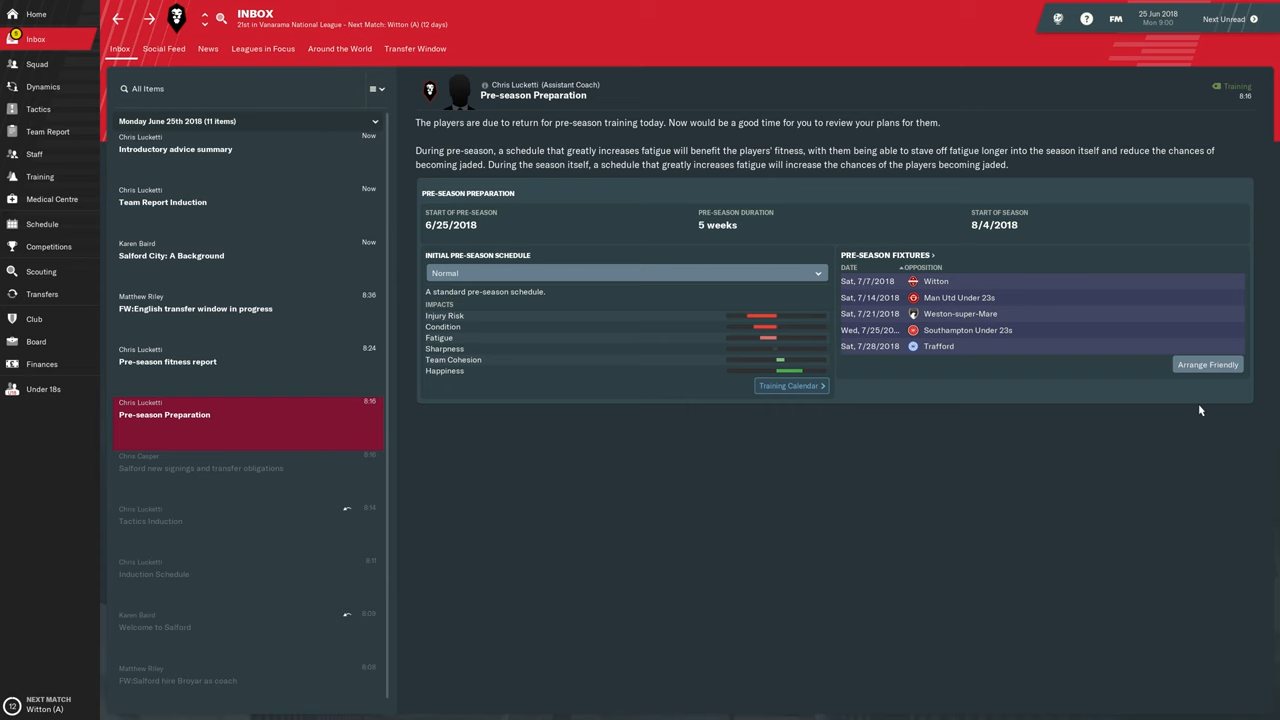 Home
INBOX
21st in Vanarama National League - Next Match: Witton (A) (12 days)
FM
25 Jun 2018
Mon 9:00
Next Unread
5
Inbox
Inbox
Social Feed
News
Leagues in Focus
Around the World
Transfer Window
Squad
Dynamics
Tactics
Team Report
Staff
Training
Medical Centre
Schedule
Competitions
Scouting
Transfers
Club
Board
Finances
Under 18s
12
NEXT MATCH
Witton (A)
All Items
Monday June 25th 2018 (11 items)
Chris Lucketti
Now
Introductory advice summary
Chris Lucketti
Now
Team Report Induction
Karen Baird
Now
Salford City: A Background
Matthew Riley
8:36
FW:English transfer window in progress
Chris Lucketti
8:24
Pre-season fitness report
Chris Lucketti
8:16
Pre-season Preparation
Chris Casper
8:16
Salford new signings and transfer obligations
Chris Lucketti
8:14
Tactics Induction
Chris Lucketti
8:11
Induction Schedule
Karen Baird
8:09
Welcome to Salford
Matthew Riley
8:08
FW:Salford hire Broyar as coach
Chris Lucketti (Assistant Coach)
Pre-season Preparation
Training
8:16
The players are due to return for pre-season training today. Now would be a good time for you to review your plans for them.
During pre-season, a schedule that greatly increases fatigue will benefit the players' fitness, with them being able to stave off fatigue longer into the season itself and reduce the chances of
becoming jaded. During the season itself, a schedule that greatly increases fatigue will increase the chances of the players becoming jaded.
PRE-SEASON PREPARATION
START OF PRE-SEASON
6/25/2018
PRE-SEASON DURATION
5 weeks
START OF SEASON
8/4/2018
INITIAL PRE-SEASON SCHEDULE
Normal
A standard pre-season schedule.
IMPACTS
Injury Risk
Condition
Fatigue
Sharpness
Team Cohesion
Happiness
Training Calendar >
PRE-SEASON FIXTURES >
DATE
OPPOSITION
Sat, 7/7/2018 Witton
Sat, 7/14/2018 Man Utd Under 23s
Sat, 7/21/2018 Weston-super-Mare
Wed, 7/25/20... Southampton Under 23s
Sat, 7/28/2018 Trafford
Arrange Friendly